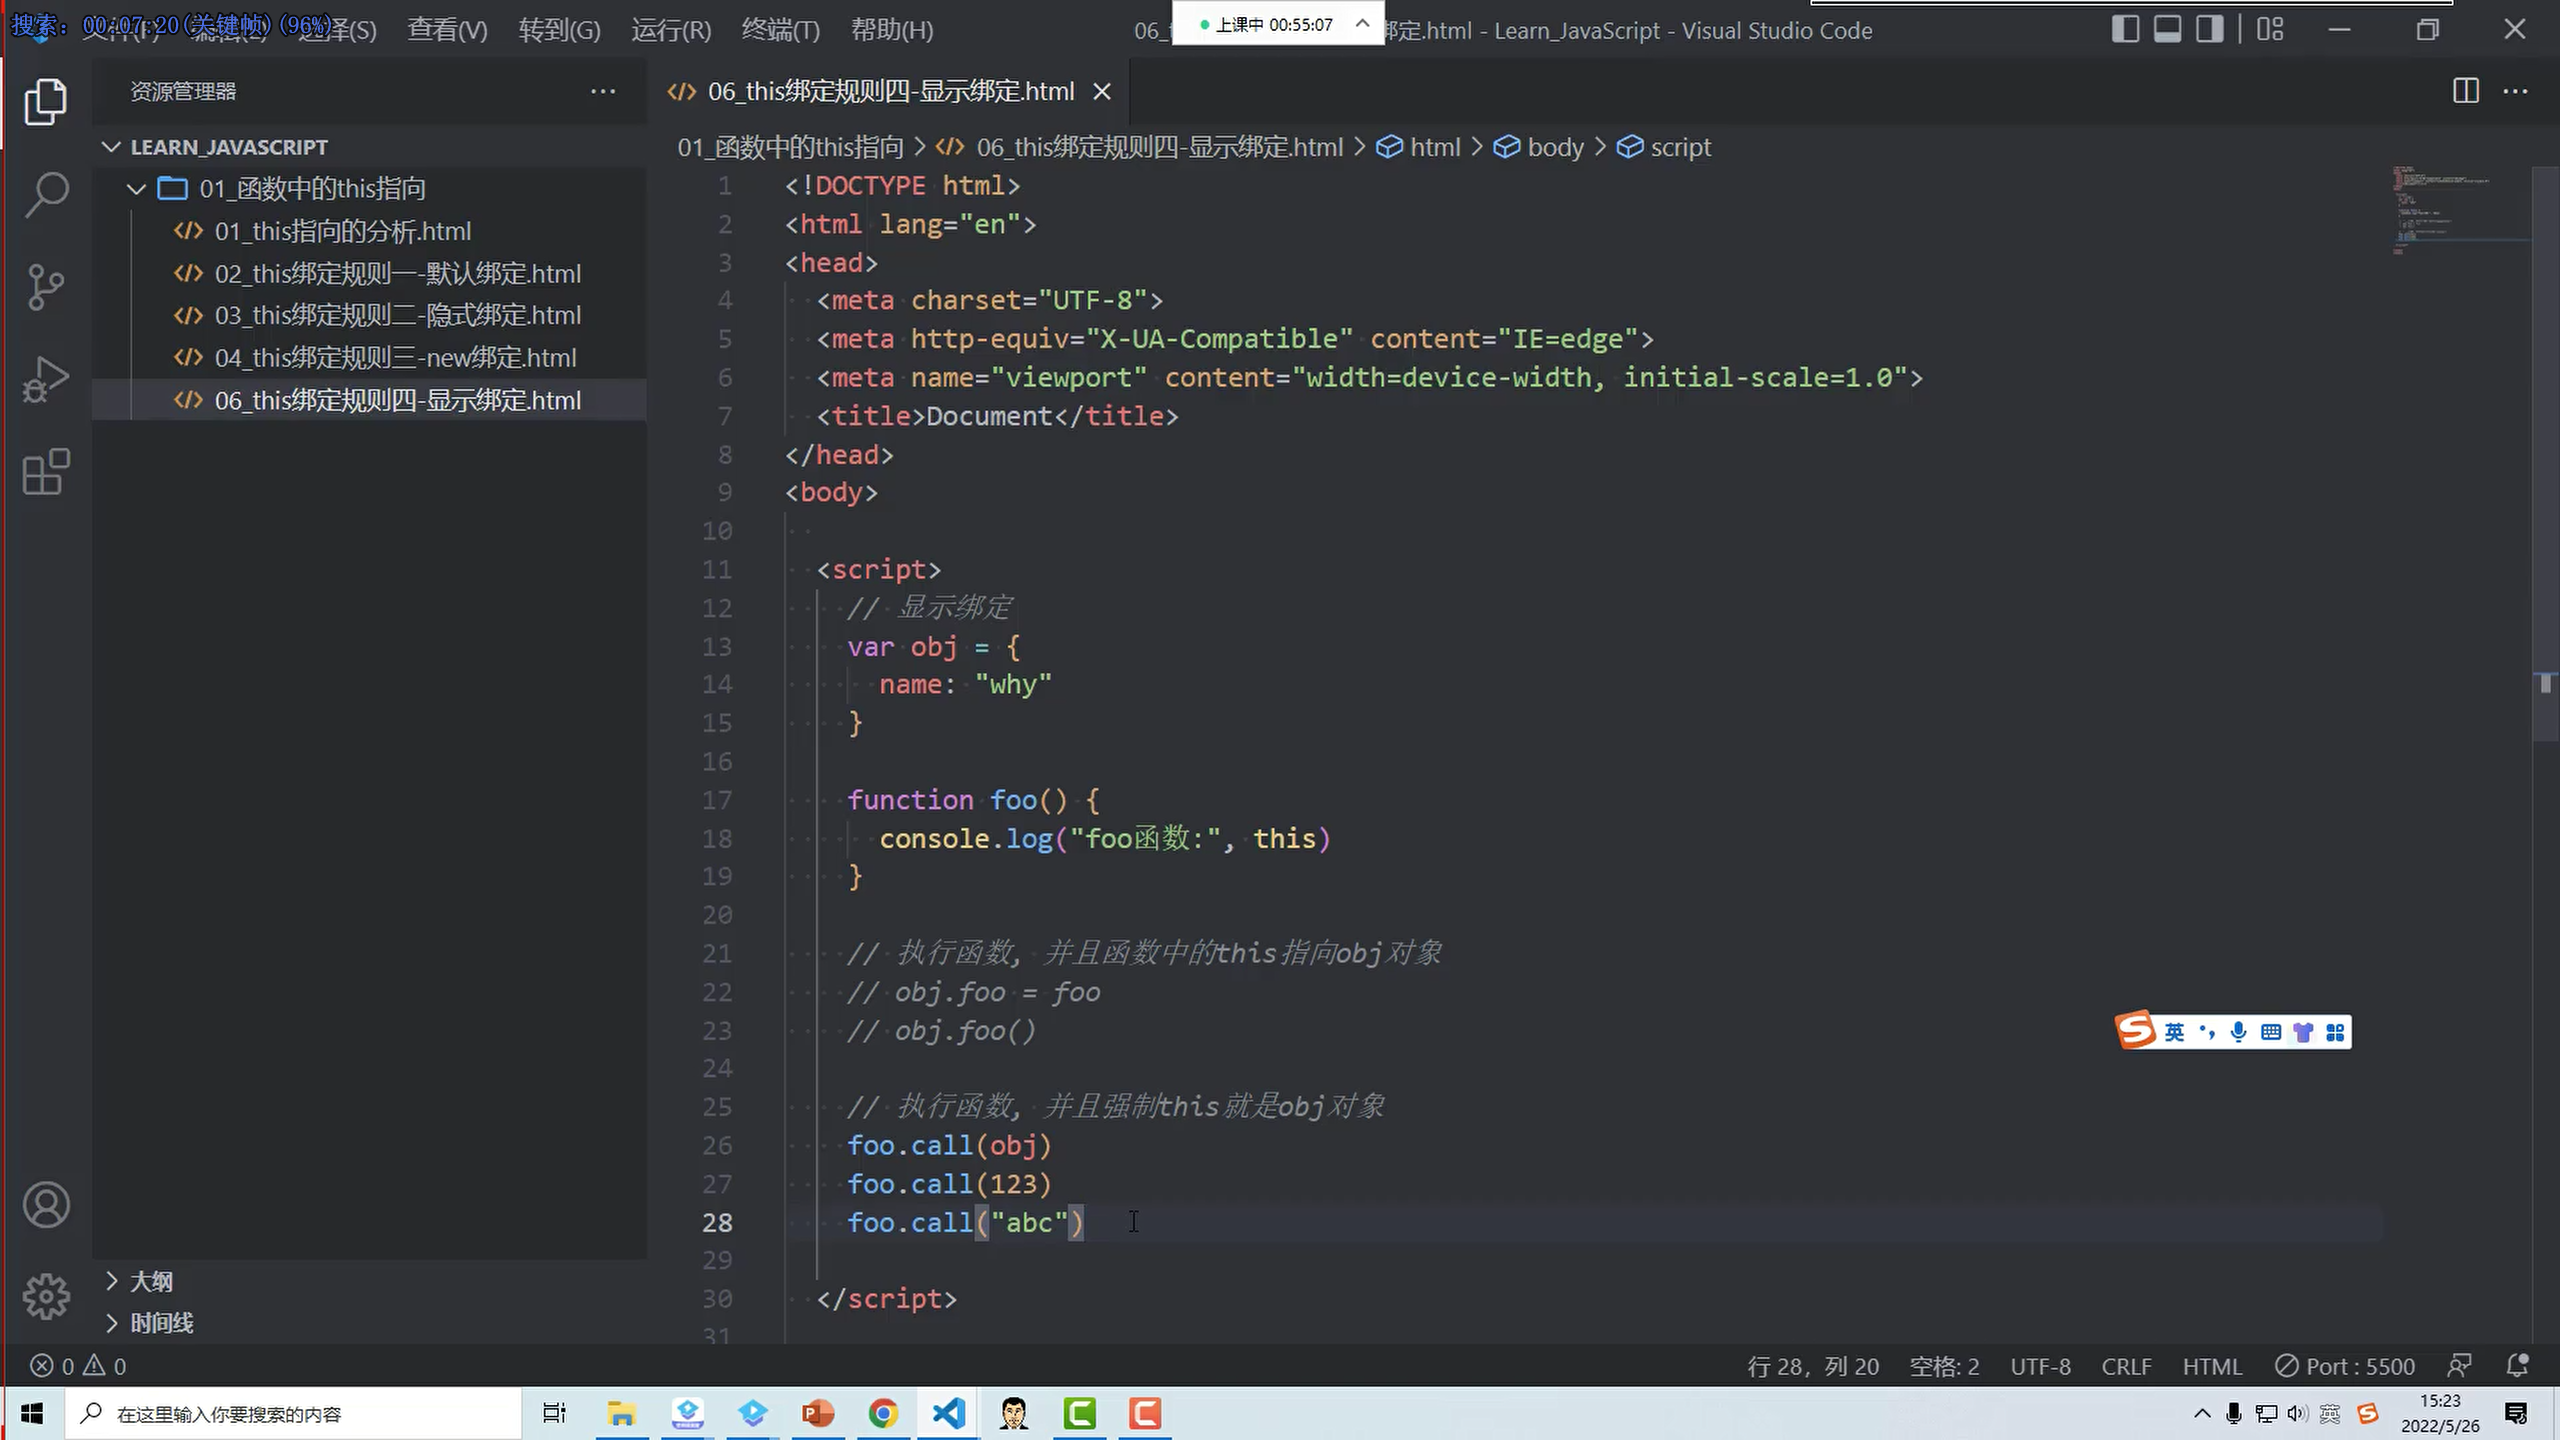 搜索: 00:07:20(关键帧)(96%)
选择(S) 查看(V) 转到(G) 运行(R) 终端(T) 帮助(H)
上课中 00:55:07
绑定.html - Learn_JavaScript - Visual Studio Code
资源管理器
06_this绑定规则四-显示绑定.html
LEARN_JAVASCRIPT
01_函数中的this指向
01_this指向的分析.html
02_this绑定规则一-默认绑定.html
03_this绑定规则二-隐式绑定.html
04_this绑定规则三-new绑定.html
06_this绑定规则四-显示绑定.html
大纲
时间线
01_函数中的this指向 > 06_this绑定规则四-显示绑定.html > html > body > script
1 <!DOCTYPE html>
2 <html lang="en">
3 <head>
4 <meta charset="UTF-8">
5 <meta http-equiv="X-UA-Compatible" content="IE=edge">
6 <meta name="viewport" content="width=device-width, initial-scale=1.0">
7 <title>Document</title>
8 </head>
9 <body>
10
11 <script>
12 // 显示绑定
13 var obj = {
14 name: "why"
15 }
16
17 function foo() {
18 console.log("foo函数:", this)
19 }
20
21 // 执行函数, 并且函数中的this指向obj对象
22 // obj.foo = foo
23 // obj.foo()
24
25 // 执行函数, 并且强制this就是obj对象
26 foo.call(obj)
27 foo.call(123)
28 foo.call("abc")
29
30 </script>
31
英
0 0
行 28, 列 20 空格: 2 UTF-8 CRLF HTML Port : 5500
在这里输入你要搜索的内容
英
15:23
2022/5/26